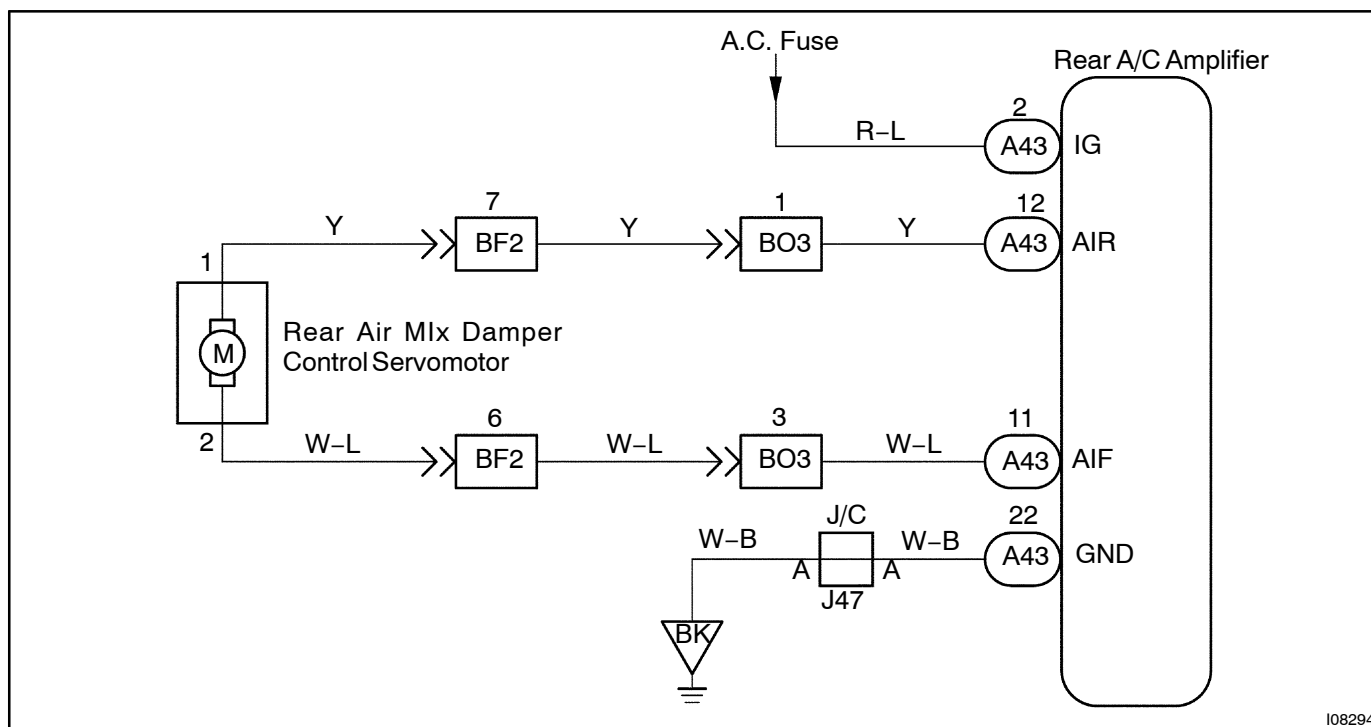 A.C. Fuse
Rear A/C Amplifier
2
R-L
A43
IG
7
1
12
Y
Y
Y
BF2
BO3
A43
AIR
1
Rear Air MIx Damper
Control Servomotor
M
2
6
3
11
W-L
W-L
W-L
BF2
BO3
A43
AIF
J/C
22
W-B
W-B
A43
GND
A
A
J47
BK
I08294